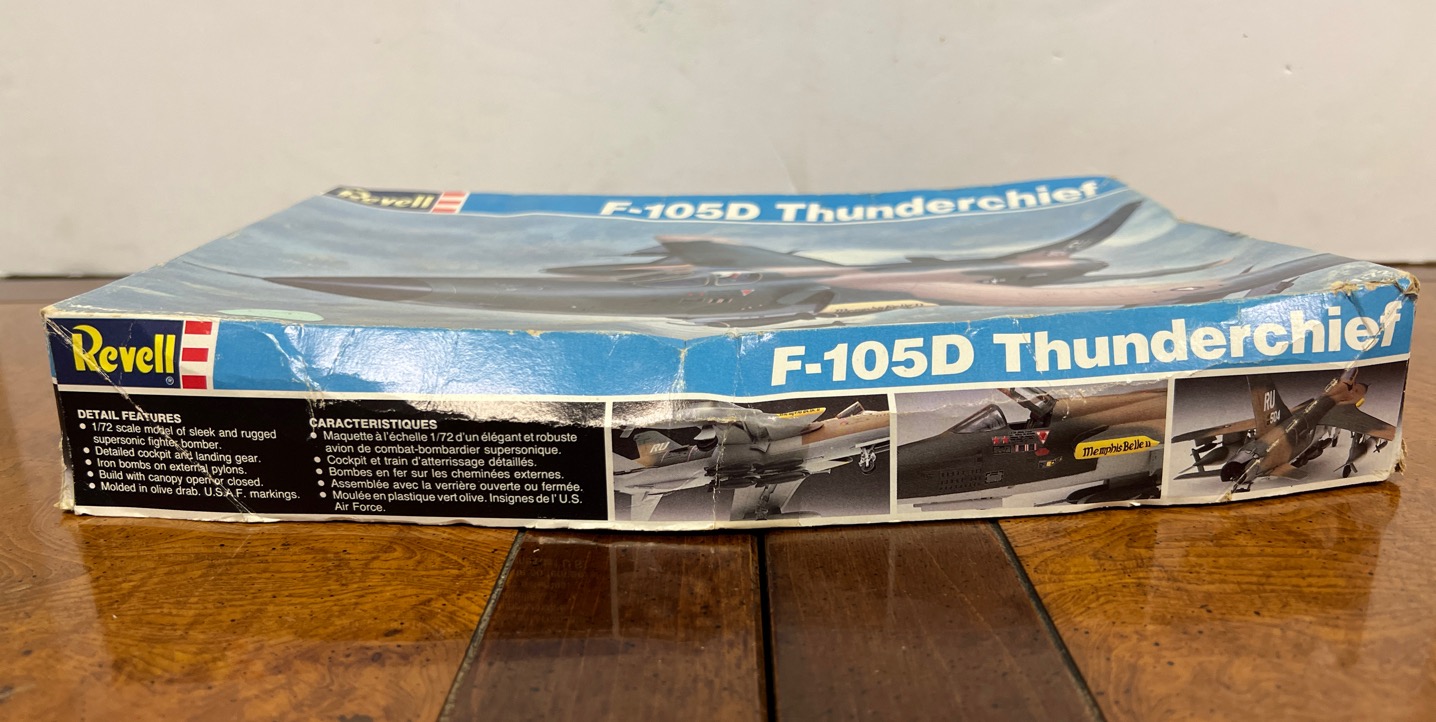 Revell
F-105D Thunderchief
Memphis Belle II
Revell®
F-105D Thunderchief
DETAIL FEATURES
• 1/72 scale model of sleek and rugged
supersonic fighter bomber.
• Detailed cockpit and landing gear.
• Iron bombs on external pylons.
• Build with canopy open or closed.
• Molded in olive drab. U.S.A.F. markings.
CARACTERISTIQUES
• Maquette à l'échelle 1/72 d'un élégant et robuste
avion de combat-bombardier supersonique.
• Cockpit et train d'atterrissage détaillés.
• Bombes en fer sur les cheminées externes.
• Assemblée avec la verrière ouverte ou fermée.
• Moulée en plastique vert olive. Insignes de l' U.S.
Air Force.
RU
Memphis Belle II
RU